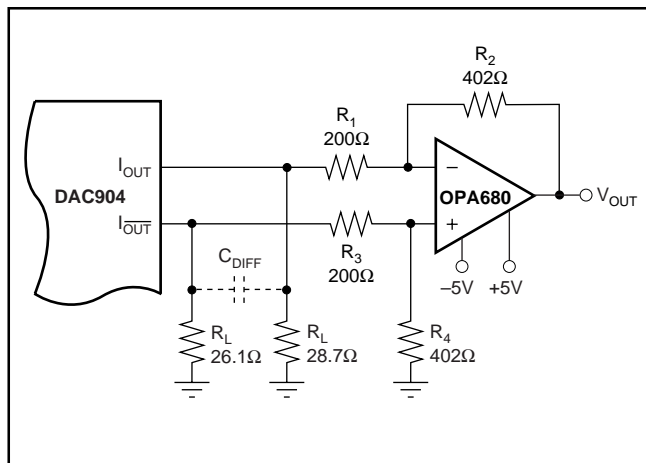 R2
402Ω
R1
200Ω
IOUT
−
DAC904
OPA680
VOUT
I̅O̅U̅T̅
+
R3
200Ω
CDIFF
–5V +5V
RL
26.1Ω
RL
28.7Ω
R4
402Ω